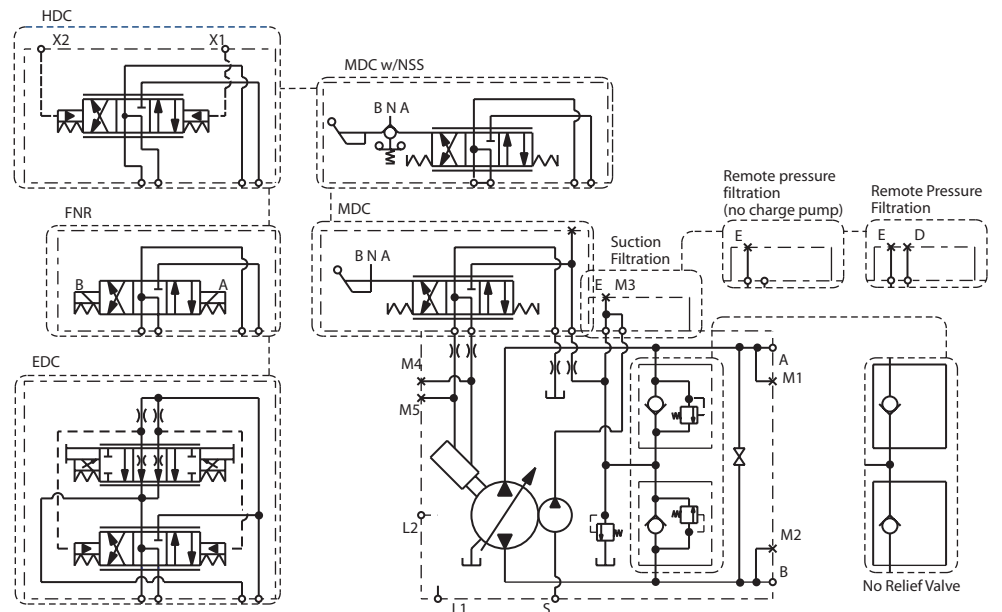 HDC
X2 X1
MDC w/NSS
B N A
FNR
B A
MDC
B N A
Suction
Filtration
E M3
Remote pressure
filtration
(no charge pump)
E
Remote Pressure
Filtration
E D
EDC
M4
M5
A
M1
L2
M2
B
L1 S
No Relief Valve